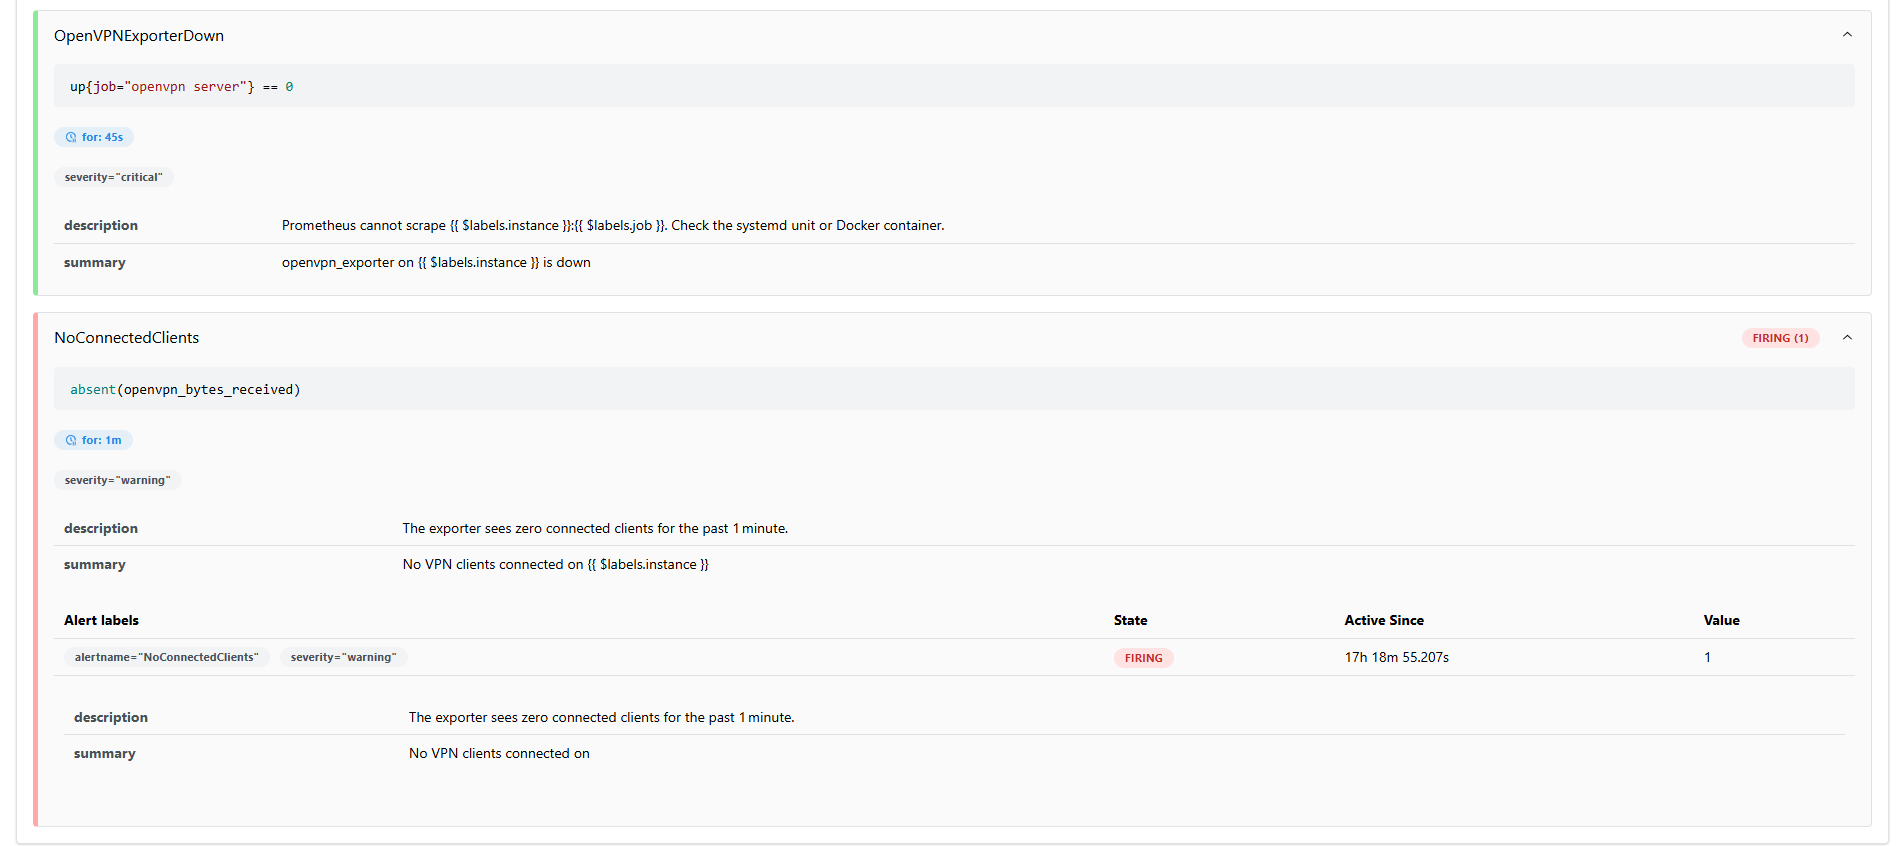 OpenVPNExporterDown
up{job="openvpn server"} == 0
for: 45s
severity="critical"
description Prometheus cannot scrape {{ $labels.instance }}:{{ $labels.job }}. Check the systemd unit or Docker container.
summary openvpn_exporter on {{ $labels.instance }} is down
NoConnectedClients FIRING (1)
absent(openvpn_bytes_received)
for: 1m
severity="warning"
description The exporter sees zero connected clients for the past 1 minute.
summary No VPN clients connected on {{ $labels.instance }}
Alert labels State Active Since Value
alertname="NoConnectedClients" severity="warning" FIRING 17h 18m 55.207s 1
description The exporter sees zero connected clients for the past 1 minute.
summary No VPN clients connected on